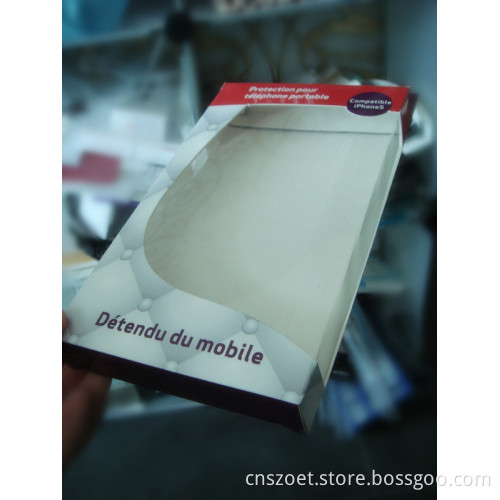 Protection pour
téléphone portable
Compatible
iPhone5
Détendu du mobile
cnszoet.store.bossgoo.com